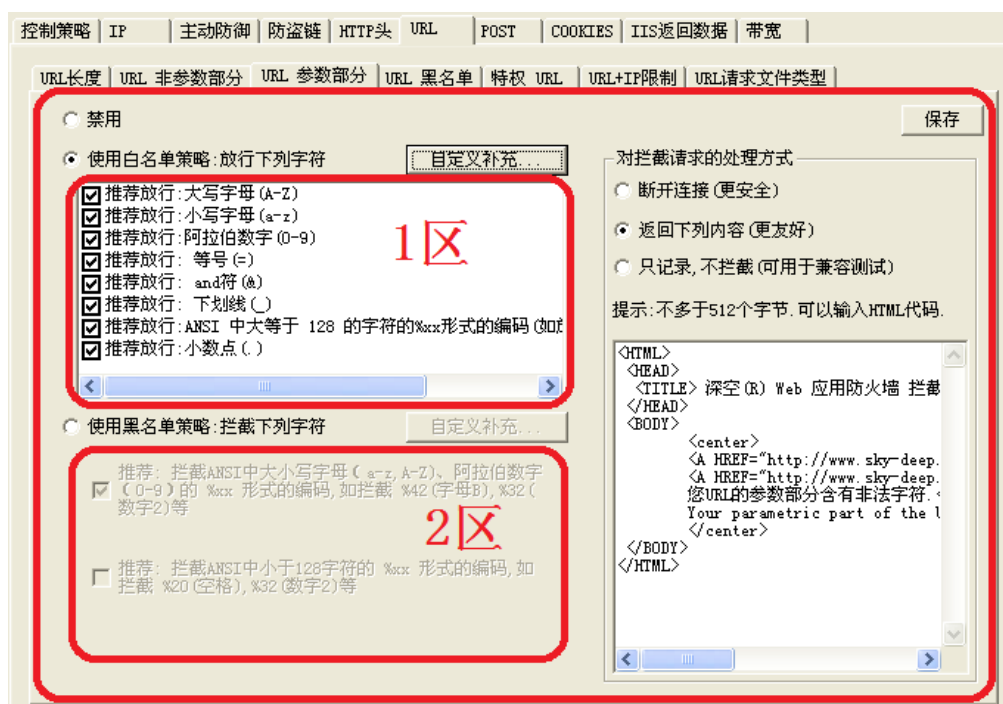 控制策略 IP 主动防御 防盗链 HTTP头 URL POST COOKIES IIS返回数据 带宽
URL长度 URL 非参数部分 URL 参数部分 URL 黑名单 特权 URL URL+IP限制 URL请求文件类型
禁用
保存
使用白名单策略:放行下列字符
自定义补充...
推荐放行:大写字母(A-Z)
推荐放行:小写字母(a-z)
推荐放行:阿拉伯数字(0-9)
推荐放行: 等号(=)
推荐放行: and符(&)
推荐放行: 下划线(_)
推荐放行:ANSI 中大等于 128 的字符的%xx形式的编码(如
推荐放行:小数点(.)
1区
使用黑名单策略:拦截下列字符
自定义补充...
推荐: 拦截ANSI中大小写字母( a-z,A-Z)、阿拉伯数字
(0-9)的 %xx 形式的编码,如拦截 %42(字母B),%32(
数字2)等
2区
推荐: 拦截ANSI中小于128字符的 %xx 形式的编码,如
拦截 %20(空格),%32(数字2)等
对拦截请求的处理方式
断开连接(更安全)
返回下列内容(更友好)
只记录,不拦截(可用于兼容测试)
提示:不多于512个字节.可以输入HTML代码.
<HTML>
<HEAD>
<TITLE> 深空(R) Web 应用防火墙 拦截
</HEAD>
<BODY>
<center>
<A HREF="http://www.sky-deep.
<A HREF="http://www.sky-deep.
您URL的参数部分含有非法字符.<
Your parametric part of the
</center>
</BODY>
</HTML>